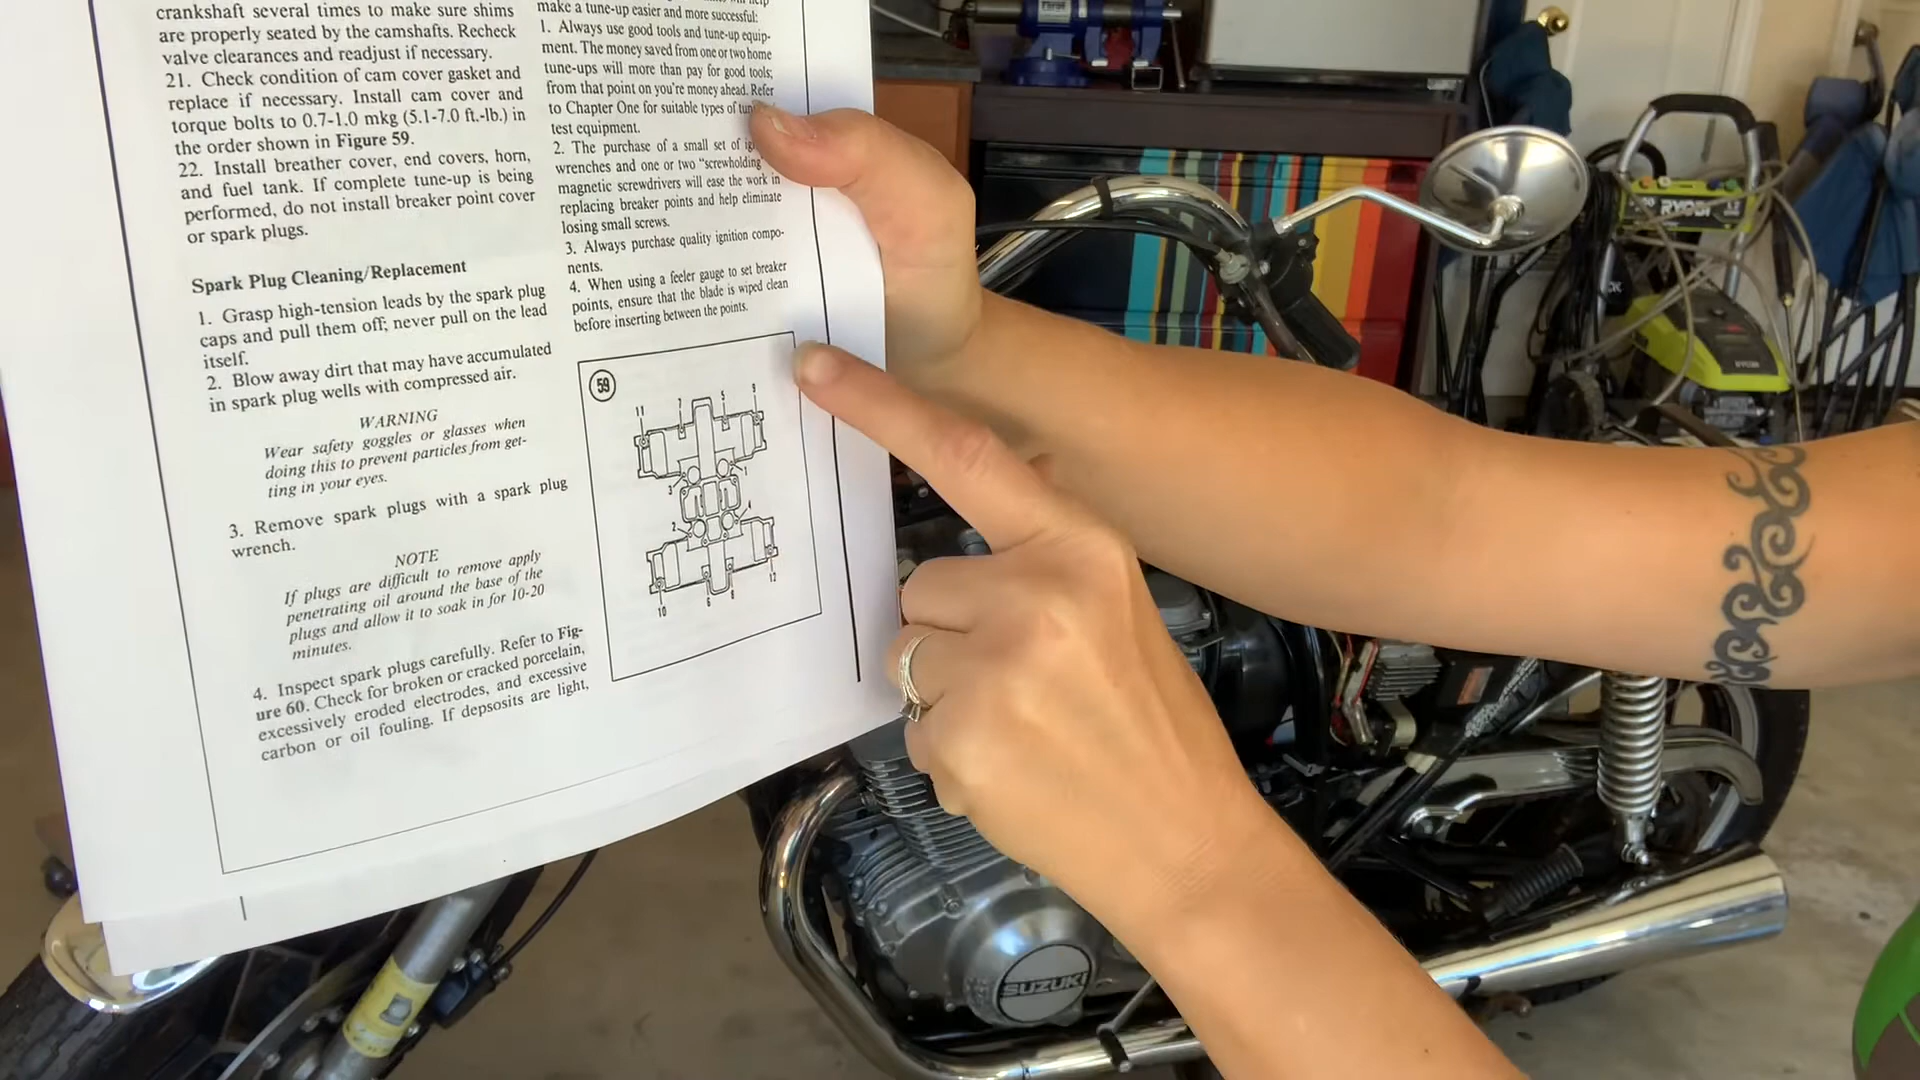 crankshaft several times to make sure shims
are properly seated by the camshafts. Recheck
valve clearances and readjust if necessary.
21. Check condition of cam cover gasket and
replace if necessary. Install cam cover and
torque bolts to 0.7-1.0 mkg (5.1-7.0 ft.-lb.) in
the order shown in Figure 59.
22. Install breather cover, end covers, horn,
and fuel tank. If complete tune-up is being
performed, do not install breaker point cover
or spark plugs.
Spark Plug Cleaning/Replacement
1. Grasp high-tension leads by the spark plug
caps and pull them off; never pull on the lead
itself.
2. Blow away dirt that may have accumulated
in spark plug wells with compressed air.
WARNING
Wear safety goggles or glasses when
doing this to prevent particles from get-
ting in your eyes.
3. Remove spark plugs with a spark plug
wrench.
NOTE
If plugs are difficult to remove apply
penetrating oil around the base of the
plugs and allow it to soak in for 10-20
minutes.
4. Inspect spark plugs carefully. Refer to Fig-
ure 60. Check for broken or cracked porcelain,
excessively eroded electrodes, and excessive
carbon or oil fouling. If depsosits are light,
make a tune-up easier and more successful:
1. Always use good tools and tune-up equip-
ment. The money saved from one or two home
tune-ups will more than pay for good tools;
from that point on you're money ahead. Refer
to Chapter One for suitable types of
test equipment.
2. The purchase of a small set of
wrenches and one or two "screwholding"
magnetic screwdrivers will ease the work in
replacing breaker points and help eliminate
losing small screws.
3. Always purchase quality ignition compo-
nents.
4. When using a feeler gauge to set breaker
points, ensure that the blade is wiped clean
before inserting between the points.
59
11 7 5 9
3 1
2 4
10 6 8 12
RYOBI
RYOBI
SUZUKI